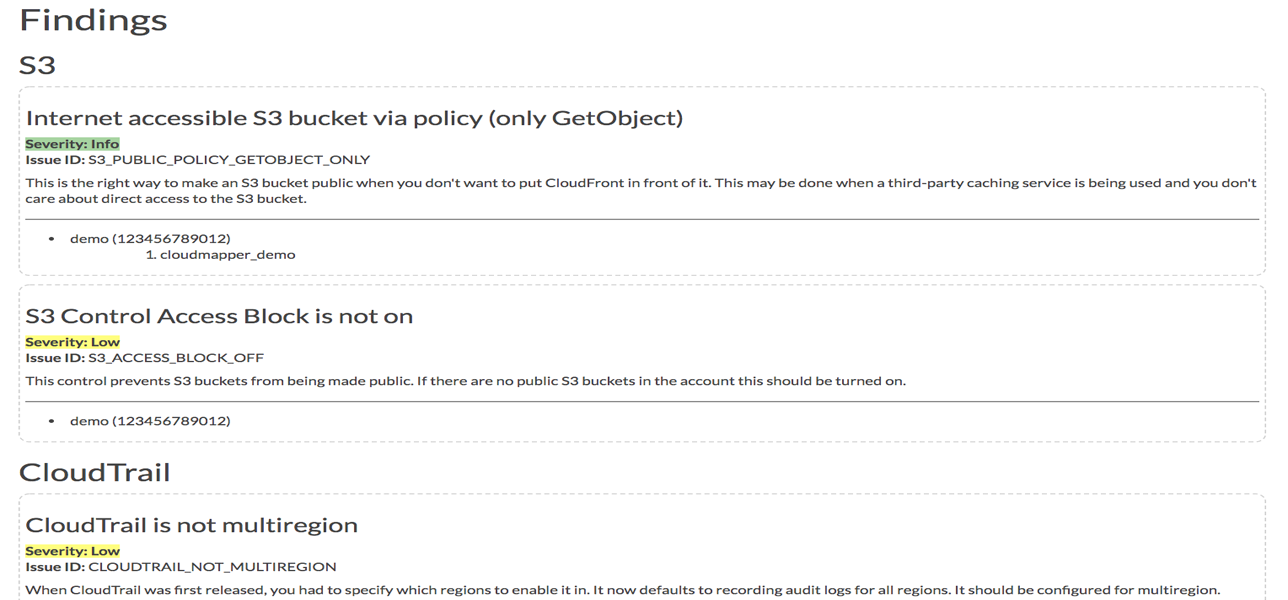 Findings
S3
Internet accessible S3 bucket via policy (only GetObject)
Severity: Info
Issue ID: S3_PUBLIC_POLICY_GETOBJECT_ONLY
This is the right way to make an S3 bucket public when you don't want to put CloudFront in front of it. This may be done when a third-party caching service is being used and you don't
care about direct access to the S3 bucket.
• demo (123456789012)
1. cloudmapper_demo
S3 Control Access Block is not on
Severity: Low
Issue ID: S3_ACCESS_BLOCK_OFF
This control prevents S3 buckets from being made public. If there are no public S3 buckets in the account this should be turned on.
• demo (123456789012)
CloudTrail
CloudTrail is not multiregion
Severity: Low
Issue ID: CLOUDTRAIL_NOT_MULTIREGION
When CloudTrail was first released, you had to specify which regions to enable it in. It now defaults to recording audit logs for all regions. It should be configured for multiregion.